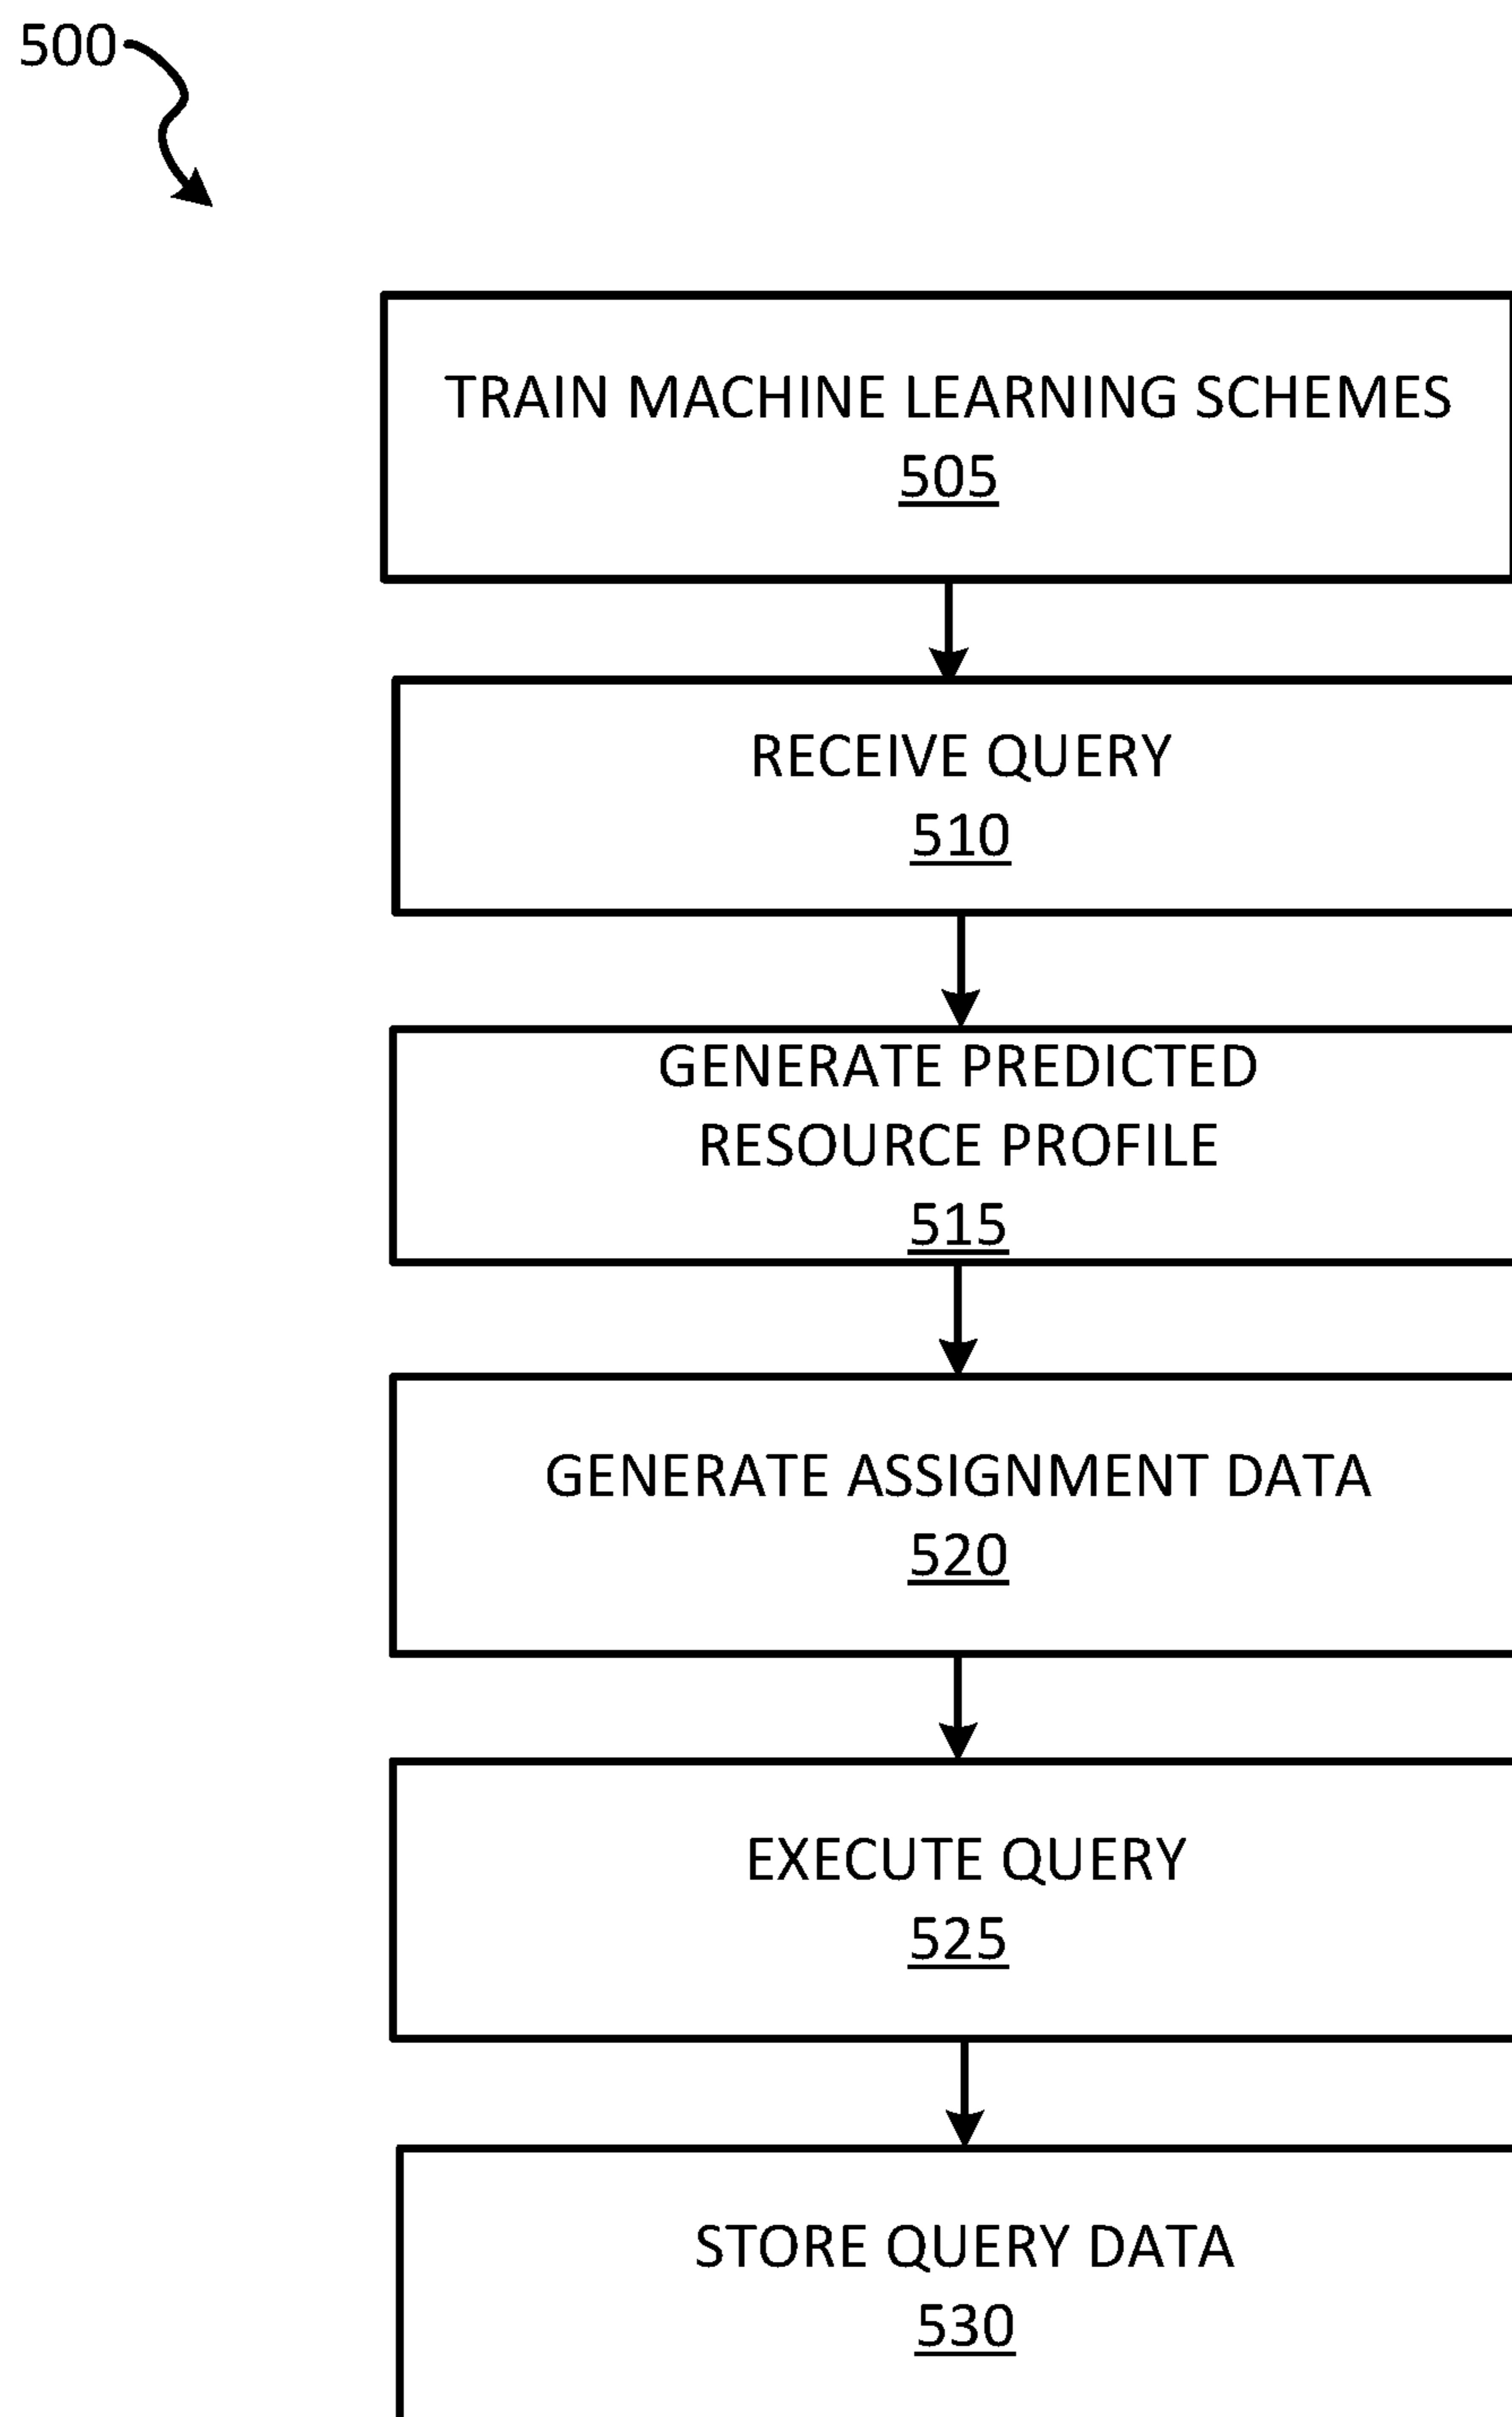 500
TRAIN MACHINE LEARNING SCHEMES
505
RECEIVE QUERY
510
GENERATE PREDICTED
RESOURCE PROFILE
515
GENERATE ASSIGNMENT DATA
520
EXECUTE QUERY
525
STORE QUERY DATA
530